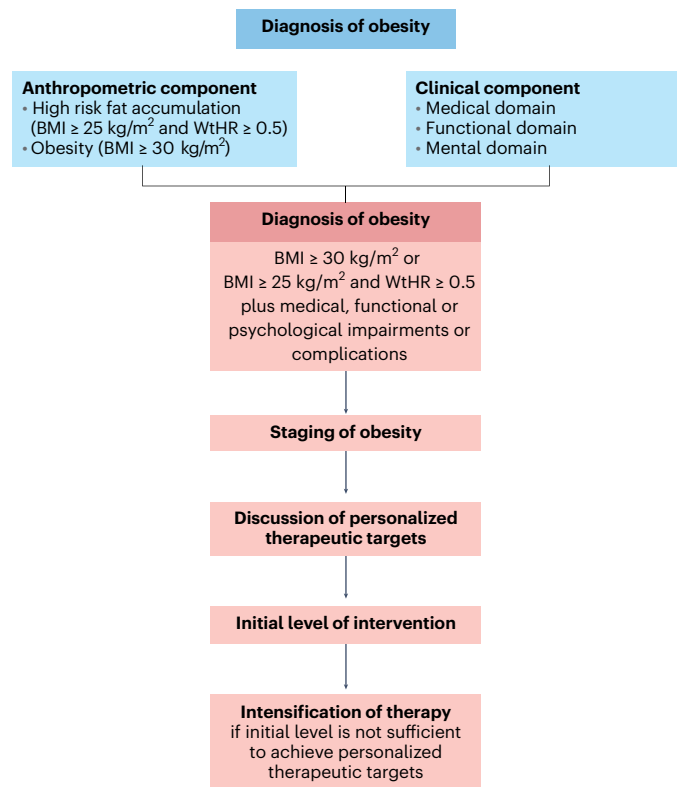 Diagnosis of obesity
Anthropometric component
• High risk fat accumulation
(BMI ≥ 25 kg/m² and WtHR ≥ 0.5)
• Obesity (BMI ≥ 30 kg/m²)
Clinical component
• Medical domain
• Functional domain
• Mental domain
Diagnosis of obesity
BMI ≥ 30 kg/m² or
BMI ≥ 25 kg/m² and WtHR ≥ 0.5
plus medical, functional or
psychological impairments or
complications
Staging of obesity
Discussion of personalized
therapeutic targets
Initial level of intervention
Intensification of therapy
if initial level is not sufficient
to achieve personalized
therapeutic targets